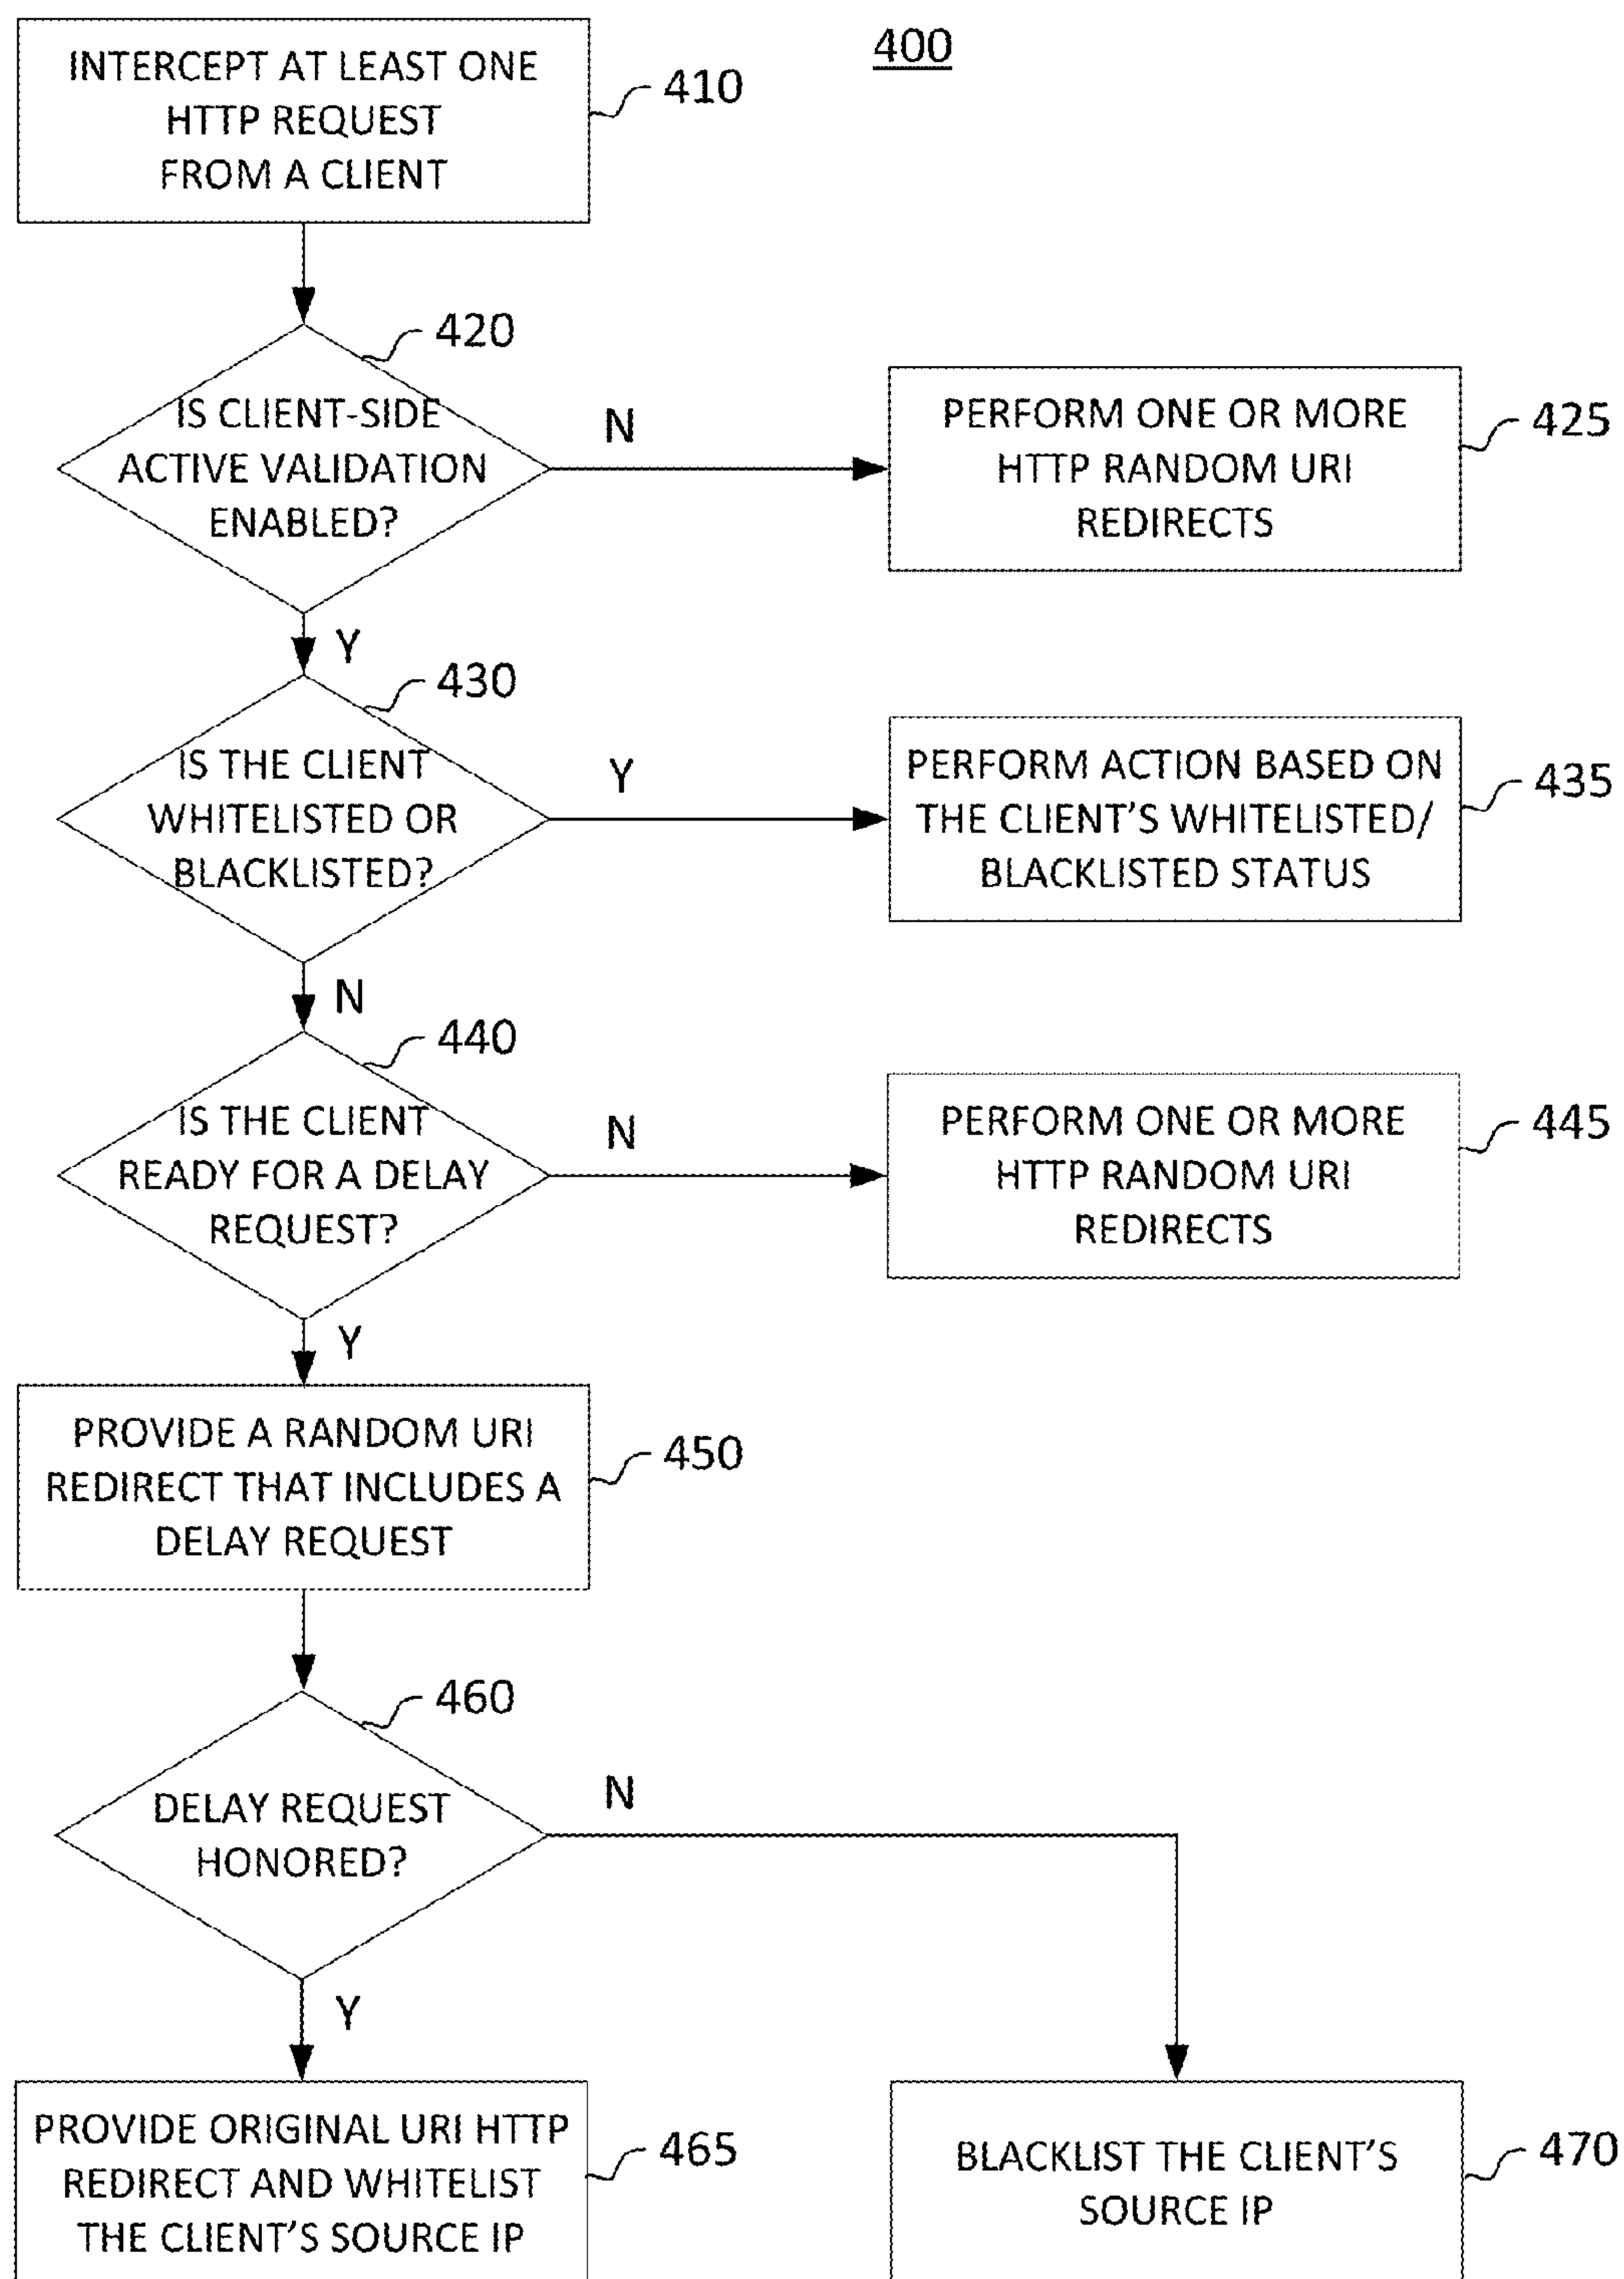 400
INTERCEPT AT LEAST ONE
HTTP REQUEST
FROM A CLIENT
410
420
IS CLIENT-SIDE
ACTIVE VALIDATION
ENABLED?
N
PERFORM ONE OR MORE
HTTP RANDOM URI
REDIRECTS
425
Y
430
IS THE CLIENT
WHITELISTED OR
BLACKLISTED?
Y
PERFORM ACTION BASED ON
THE CLIENT'S WHITELISTED/
BLACKLISTED STATUS
435
N
440
IS THE CLIENT
READY FOR A DELAY
REQUEST?
N
PERFORM ONE OR MORE
HTTP RANDOM URI
REDIRECTS
445
Y
PROVIDE A RANDOM URI
REDIRECT THAT INCLUDES A
DELAY REQUEST
450
460
DELAY REQUEST
HONORED?
N
Y
PROVIDE ORIGINAL URI HTTP
REDIRECT AND WHITELIST
THE CLIENT'S SOURCE IP
465
BLACKLIST THE CLIENT'S
SOURCE IP
470